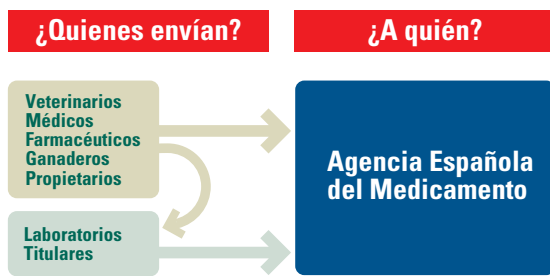 ¿Quienes envían?
¿A quién?
Veterinarios
Médicos
Farmacéuticos
Ganaderos
Propietarios
Agencia Española
del Medicamento
Laboratorios
Titulares